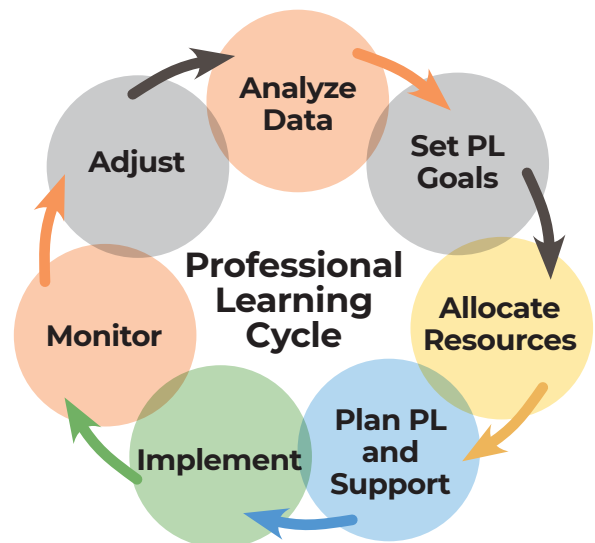 Analyze
Data
Set PL
Goals
Allocate
Resources
Plan PL
and
Support
Implement
Monitor
Adjust
Professional
Learning
Cycle